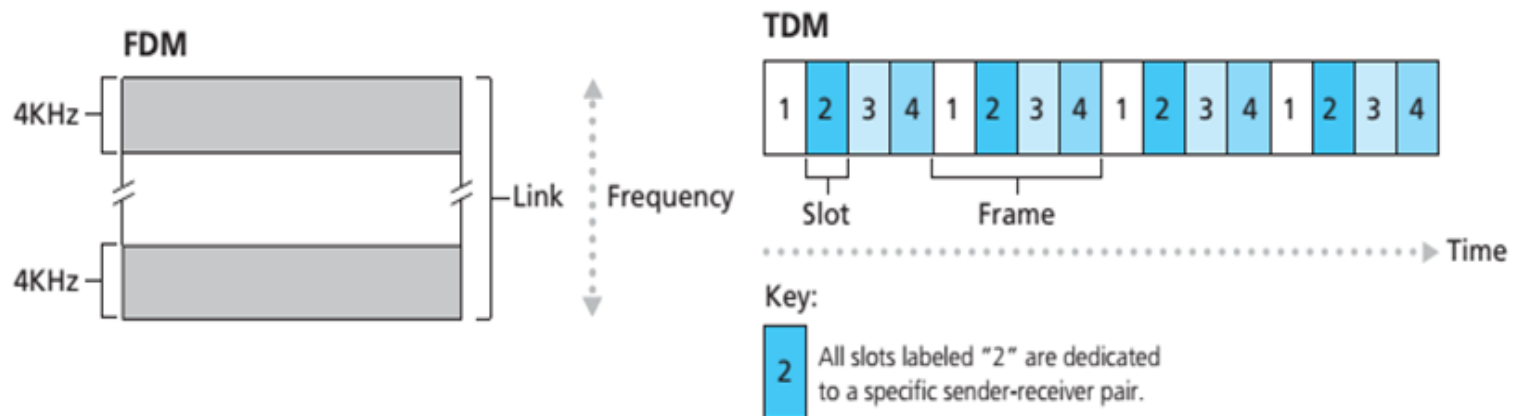 FDM
4KHz
4KHz
Link
Frequency
TDM
1 2 3 4 1 2 3 4 1 2 3 4 1 2 3 4
Slot
Frame
Time
Key:
2
All slots labeled “2” are dedicated
to a specific sender-receiver pair.